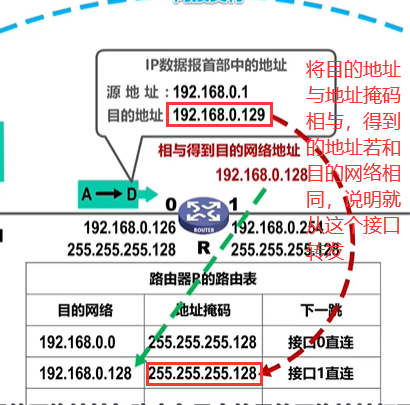 IP数据报首部中的地址
源 地 址 : 192.168.0.1
目的地址 : 192.168.0.129
将目的地址
与地址掩码
相与，得到
的地址若和
目的网络相
同，说明就
从这个接口
转发
相与得到目的网络地址
192.168.0.128
A → D
0 1
ROUTER
R
192.168.0.126
255.255.255.128
192.168.0.254
255.255.255.128
路由器R的路由表
目的网络 地址掩码 下一跳
192.168.0.0 255.255.255.128 接口0直连
192.168.0.128 255.255.255.128 接口1直连